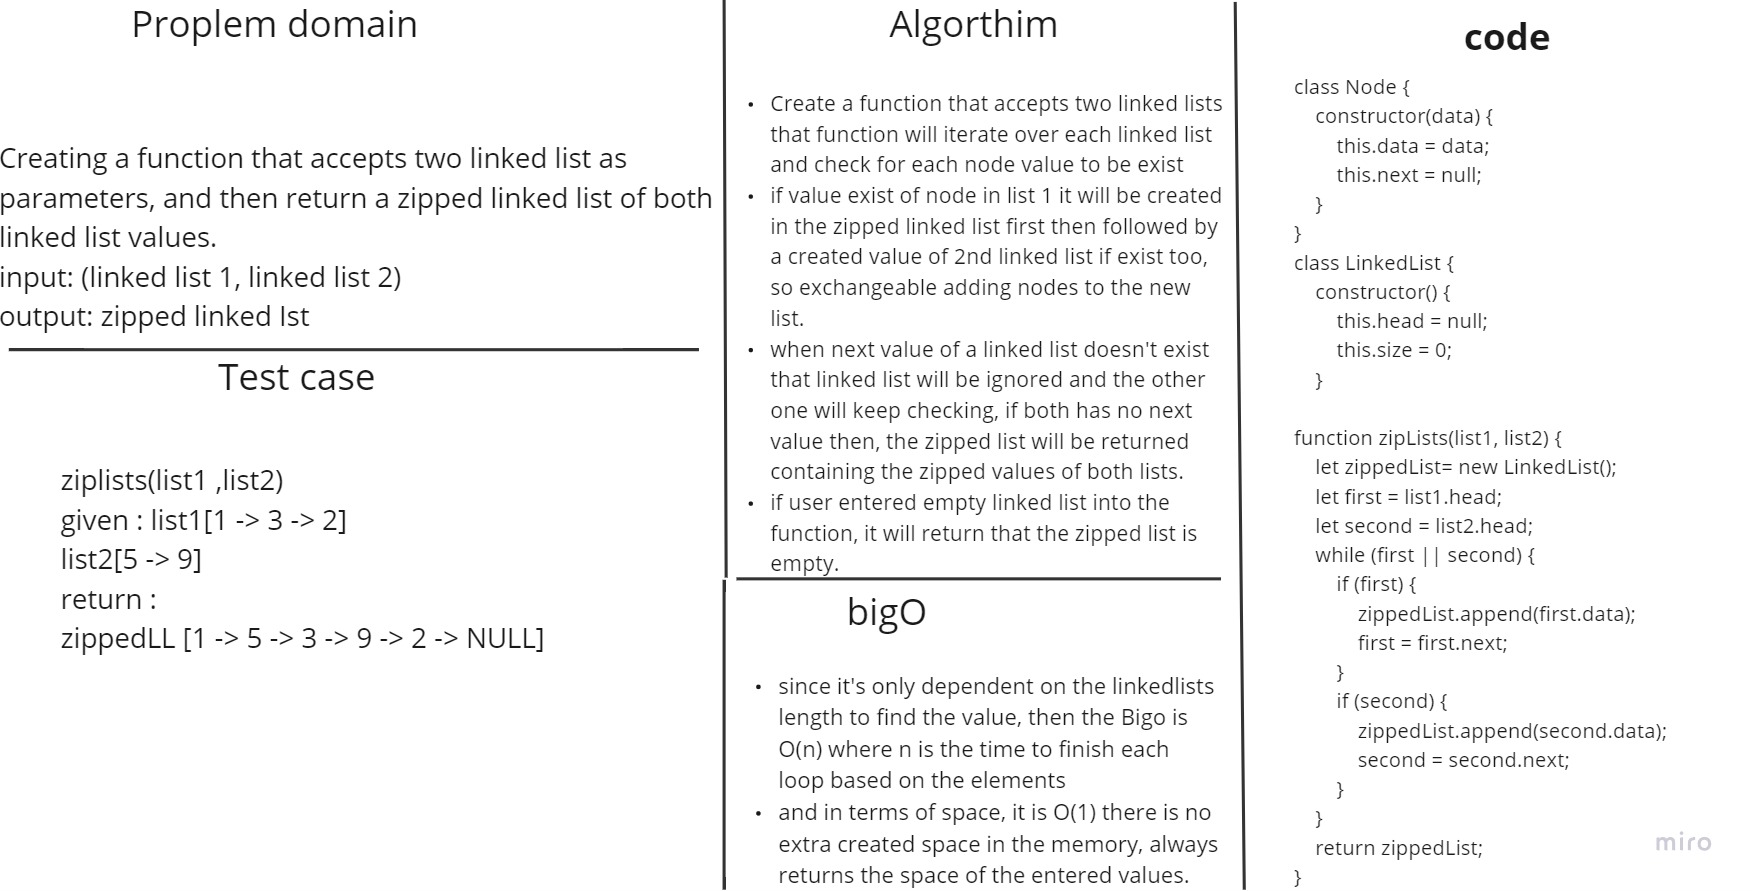 Proplem domain
Creating a function that accepts two linked list as
parameters, and then return a zipped linked list of both
linked list values.
input: (linked list 1, linked list 2)
output: zipped linked lst
Test case
ziplists(list1 ,list2)
given : list1[1 -> 3 -> 2]
list2[5 -> 9]
return :
zippedLL [1 -> 5 -> 3 -> 9 -> 2 -> NULL]
Algorthim
• Create a function that accepts two linked lists
that function will iterate over each linked list
and check for each node value to be exist
• if value exist of node in list 1 it will be created
in the zipped linked list first then followed by
a created value of 2nd linked list if exist too,
so exchangeable adding nodes to the new
list.
• when next value of a linked list doesn't exist
that linked list will be ignored and the other
one will keep checking, if both has no next
value then, the zipped list will be returned
containing the zipped values of both lists.
• if user entered empty linked list into the
function, it will return that the zipped list is
empty.
bigO
• since it's only dependent on the linkedlists
length to find the value, then the Bigo is
O(n) where n is the time to finish each
loop based on the elements
• and in terms of space, it is O(1) there is no
extra created space in the memory, always
returns the space of the entered values.
code
class Node {
constructor(data) {
this.data = data;
this.next = null;
}
}
class LinkedList {
constructor() {
this.head = null;
this.size = 0;
}
function zipLists(list1, list2) {
let zippedList= new LinkedList();
let first = list1.head;
let second = list2.head;
while (first || second) {
if (first) {
zippedList.append(first.data);
first = first.next;
}
if (second) {
zippedList.append(second.data);
second = second.next;
}
}
return zippedList;
}
miro